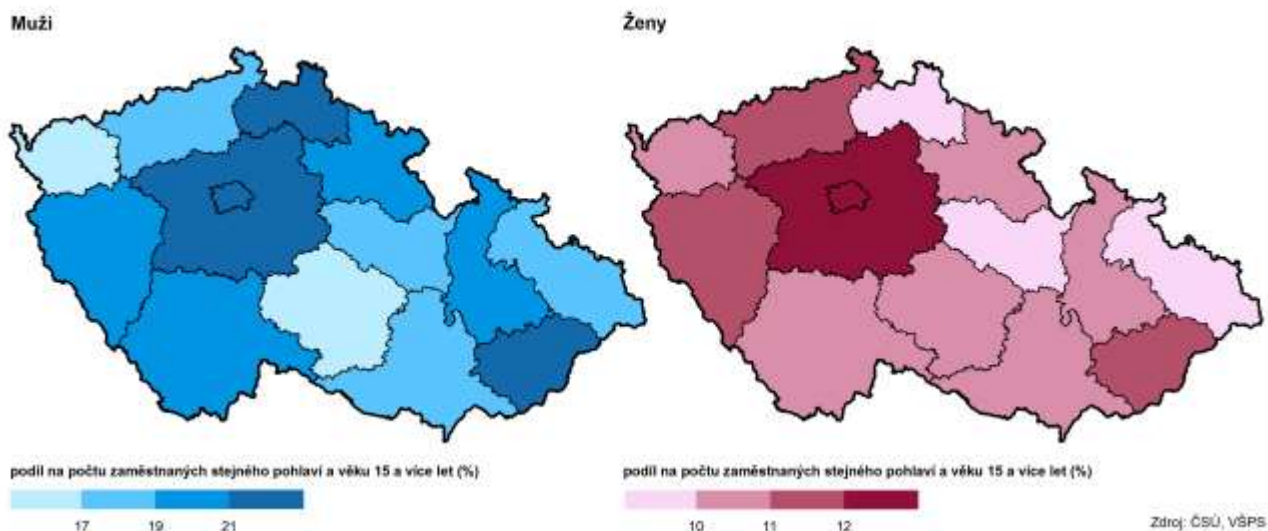 Muži
Ženy
podíl na počtu zaměstnaných stejného pohlaví a věku 15 a více let (%)
17 19 21
podíl na počtu zaměstnaných stejného pohlaví a věku 15 a více let (%)
10 11 12
Zdroj: ČSÚ, VŠPS